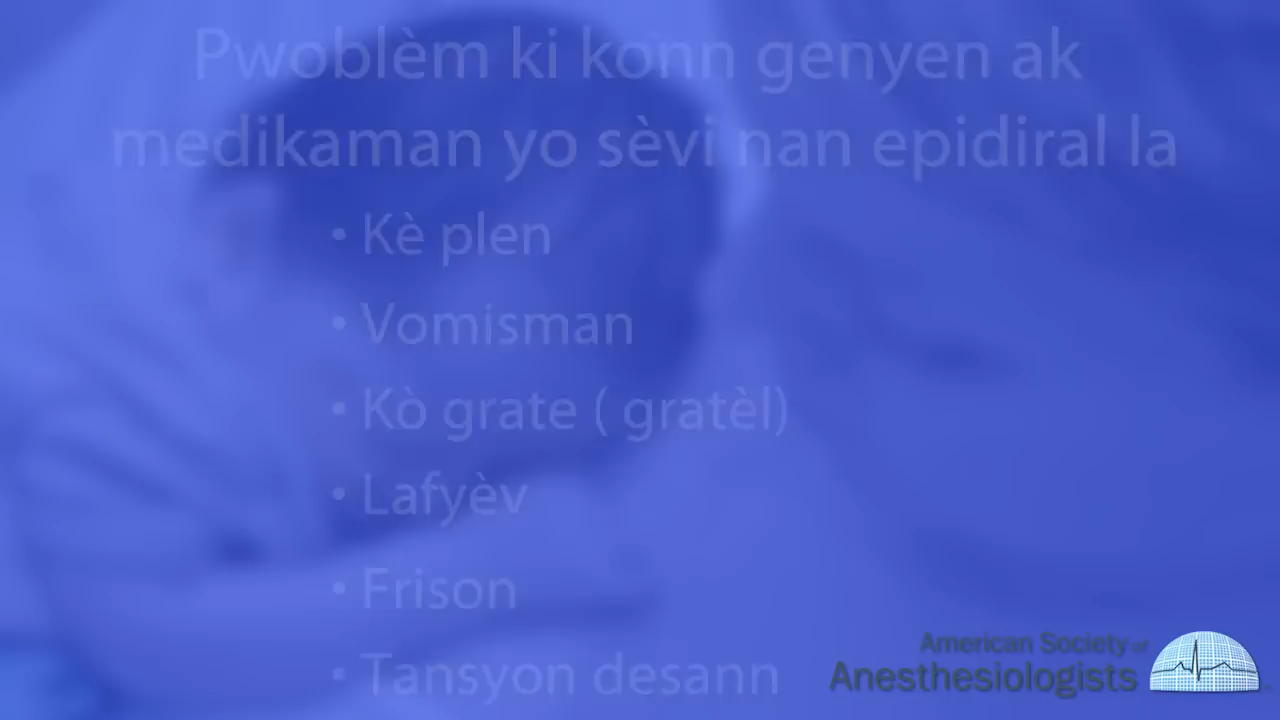 Pwoblèm ki konn genyen ak
medikaman yo sèvi nan epidiral la
• Kè plen
• Vomisman
• Kò grate ( gratèl)
• Lafyèv
• Frison
• Tansyon desann
American Society of
Anesthesiologists